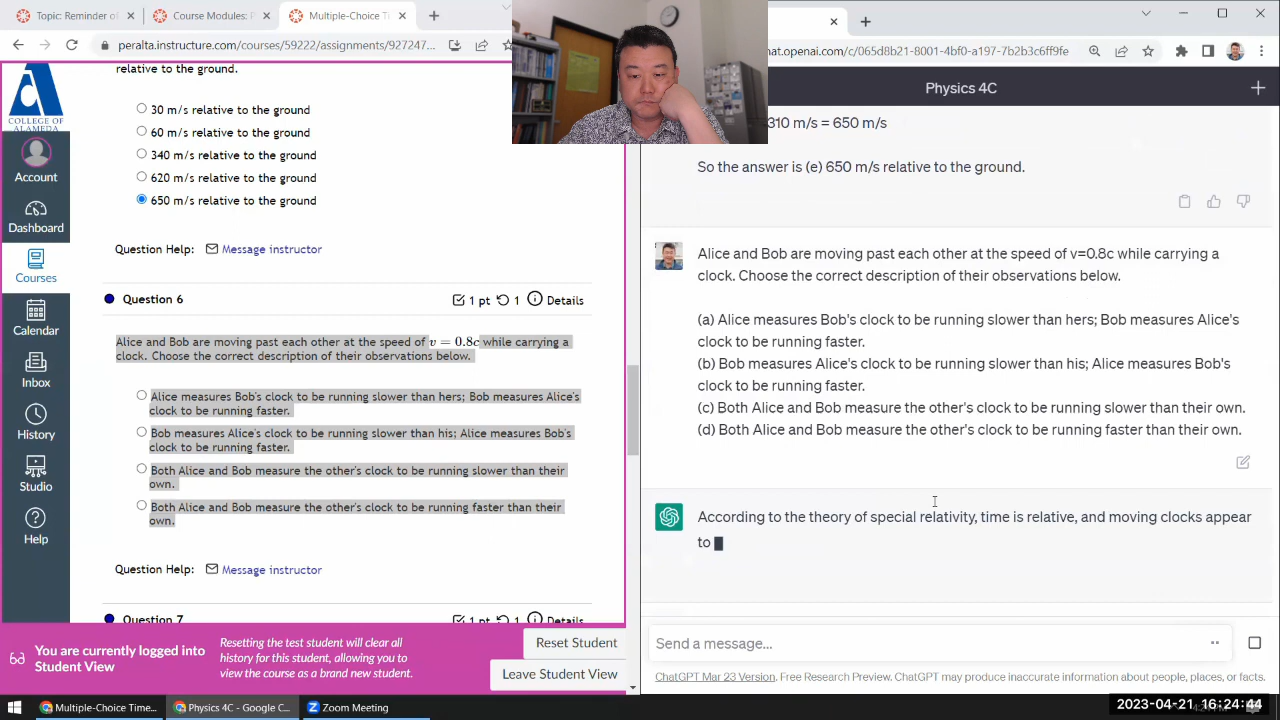 Topic: Reminder of P
Course Modules: P
Multiple-Choice Ti
peralta.instructure.com/courses/59222/assignments/927247...
hat.openai.com/c/065d8b21-8001-4bf0-a197-7b2b3c6ff9fe
COLLEGE OF
ALAMEDA
Account
Dashboard
Courses
Calendar
Inbox
History
Studio
Help
relative to the ground.
30 m/s relative to the ground
60 m/s relative to the ground
340 m/s relative to the ground
620 m/s relative to the ground
650 m/s relative to the ground
Question Help: Message instructor
Question 6
1 pt 1 Details
Alice and Bob are moving past each other at the speed of v = 0.8c while carrying a
clock. Choose the correct description of their observations below.
Alice measures Bob's clock to be running slower than hers; Bob measures Alice's
clock to be running faster.
Bob measures Alice's clock to be running slower than his; Alice measures Bob's
clock to be running faster.
Both Alice and Bob measure the other's clock to be running slower than their
own.
Both Alice and Bob measure the other's clock to be running faster than their
own.
Question Help: Message instructor
Question 7
1 pt 1 Details
You are currently logged into
Student View
Resetting the test student will clear all
history for this student, allowing you to
view the course as a brand new student.
Reset Student
Leave Student View
Physics 4C
310 m/s = 650 m/s
So the answer is (e) 650 m/s relative to the ground.
Alice and Bob are moving past each other at the speed of v=0.8c while carrying a
clock. Choose the correct description of their observations below.
(a) Alice measures Bob's clock to be running slower than hers; Bob measures Alice's
clock to be running faster.
(b) Bob measures Alice's clock to be running slower than his; Alice measures Bob's
clock to be running faster.
(c) Both Alice and Bob measure the other's clock to be running slower than their own.
(d) Both Alice and Bob measure the other's clock to be running faster than their own.
According to the theory of special relativity, time is relative, and moving clocks appear
to
Send a message...
ChatGPT Mar 23 Version. Free Research Preview. ChatGPT may produce inaccurate information about people, places, or facts.
Multiple-Choice Time...
Physics 4C - Google C...
Zoom Meeting
2023-04-21 16:24:44